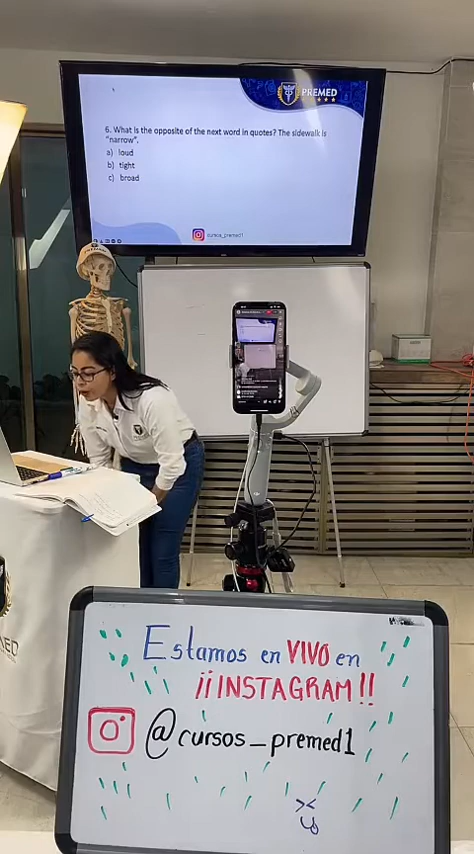 PREMED
6. What is the opposite of the next word in quotes? The sidewalk is
"narrow".
a) loud
b) tight
c) broad
cursos_premed1
Estamos en VIVO en
¡¡INSTAGRAM!!
@cursos_premed1